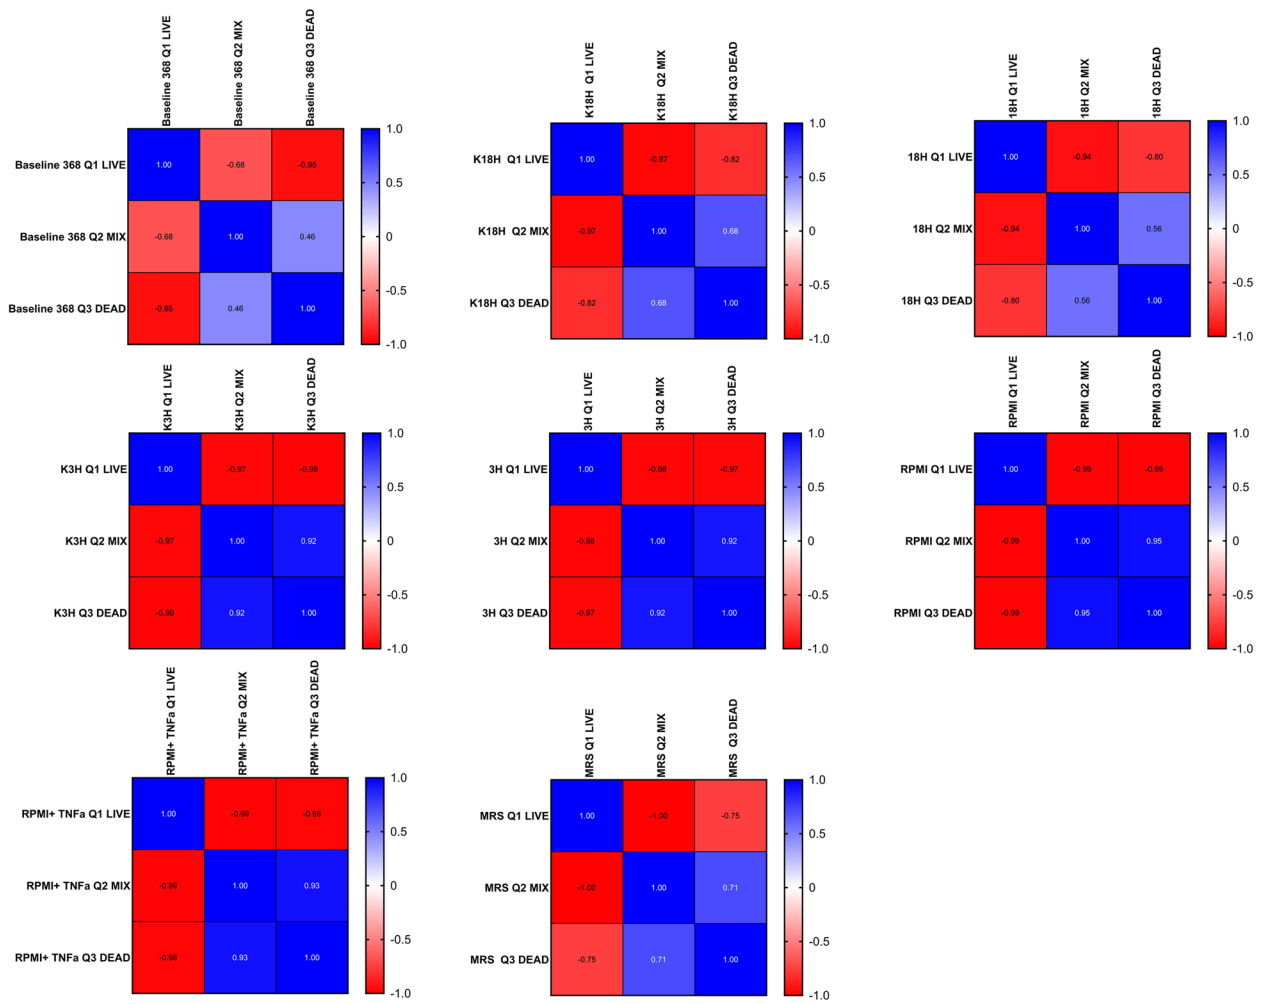 Baseline 368 Q1 LIVE
Baseline 368 Q2 MIX
Baseline 368 Q3 DEAD
Baseline 368 Q1 LIVE 1.00 -0.68 -0.95
Baseline 368 Q2 MIX -0.68 1.00 0.46
Baseline 368 Q3 DEAD -0.95 0.46 1.00
1.0
0.5
0
-0.5
-1.0
K18H Q1 LIVE
K18H Q2 MIX
K18H Q3 DEAD
K18H Q1 LIVE 1.00 -0.97 -0.82
K18H Q2 MIX -0.97 1.00 0.68
K18H Q3 DEAD -0.82 0.68 1.00
1.0
0.5
0
-0.5
-1.0
18H Q1 LIVE
18H Q2 MIX
18H Q3 DEAD
18H Q1 LIVE 1.00 -0.94 -0.80
18H Q2 MIX -0.94 1.00 0.56
18H Q3 DEAD -0.80 0.56 1.00
1.0
0.5
0
-0.5
-1.0
K3H Q1 LIVE
K3H Q2 MIX
K3H Q3 DEAD
K3H Q1 LIVE 1.00 -0.97 -0.99
K3H Q2 MIX -0.97 1.00 0.92
K3H Q3 DEAD -0.99 0.92 1.00
1.0
0.5
0
-0.5
-1.0
3H Q1 LIVE
3H Q2 MIX
3H Q3 DEAD
3H Q1 LIVE 1.00 -0.98 -0.97
3H Q2 MIX -0.98 1.00 0.92
3H Q3 DEAD -0.97 0.92 1.00
1.0
0.5
0
-0.5
-1.0
RPMI Q1 LIVE
RPMI Q2 MIX
RPMI Q3 DEAD
RPMI Q1 LIVE 1.00 -0.99 -0.99
RPMI Q2 MIX -0.99 1.00 0.95
RPMI Q3 DEAD -0.99 0.95 1.00
1.0
0.5
0
-0.5
-1.0
RPMI+ TNFa Q1 LIVE
RPMI+ TNFa Q2 MIX
RPMI+ TNFa Q3 DEAD
RPMI+ TNFa Q1 LIVE 1.00 -0.99 -0.98
RPMI+ TNFa Q2 MIX -0.99 1.00 0.93
RPMI+ TNFa Q3 DEAD -0.98 0.93 1.00
1.0
0.5
0
-0.5
-1.0
MRS Q1 LIVE
MRS Q2 MIX
MRS Q3 DEAD
MRS Q1 LIVE 1.00 -1.00 -0.75
MRS Q2 MIX -1.00 1.00 0.71
MRS Q3 DEAD -0.75 0.71 1.00
1.0
0.5
0
-0.5
-1.0